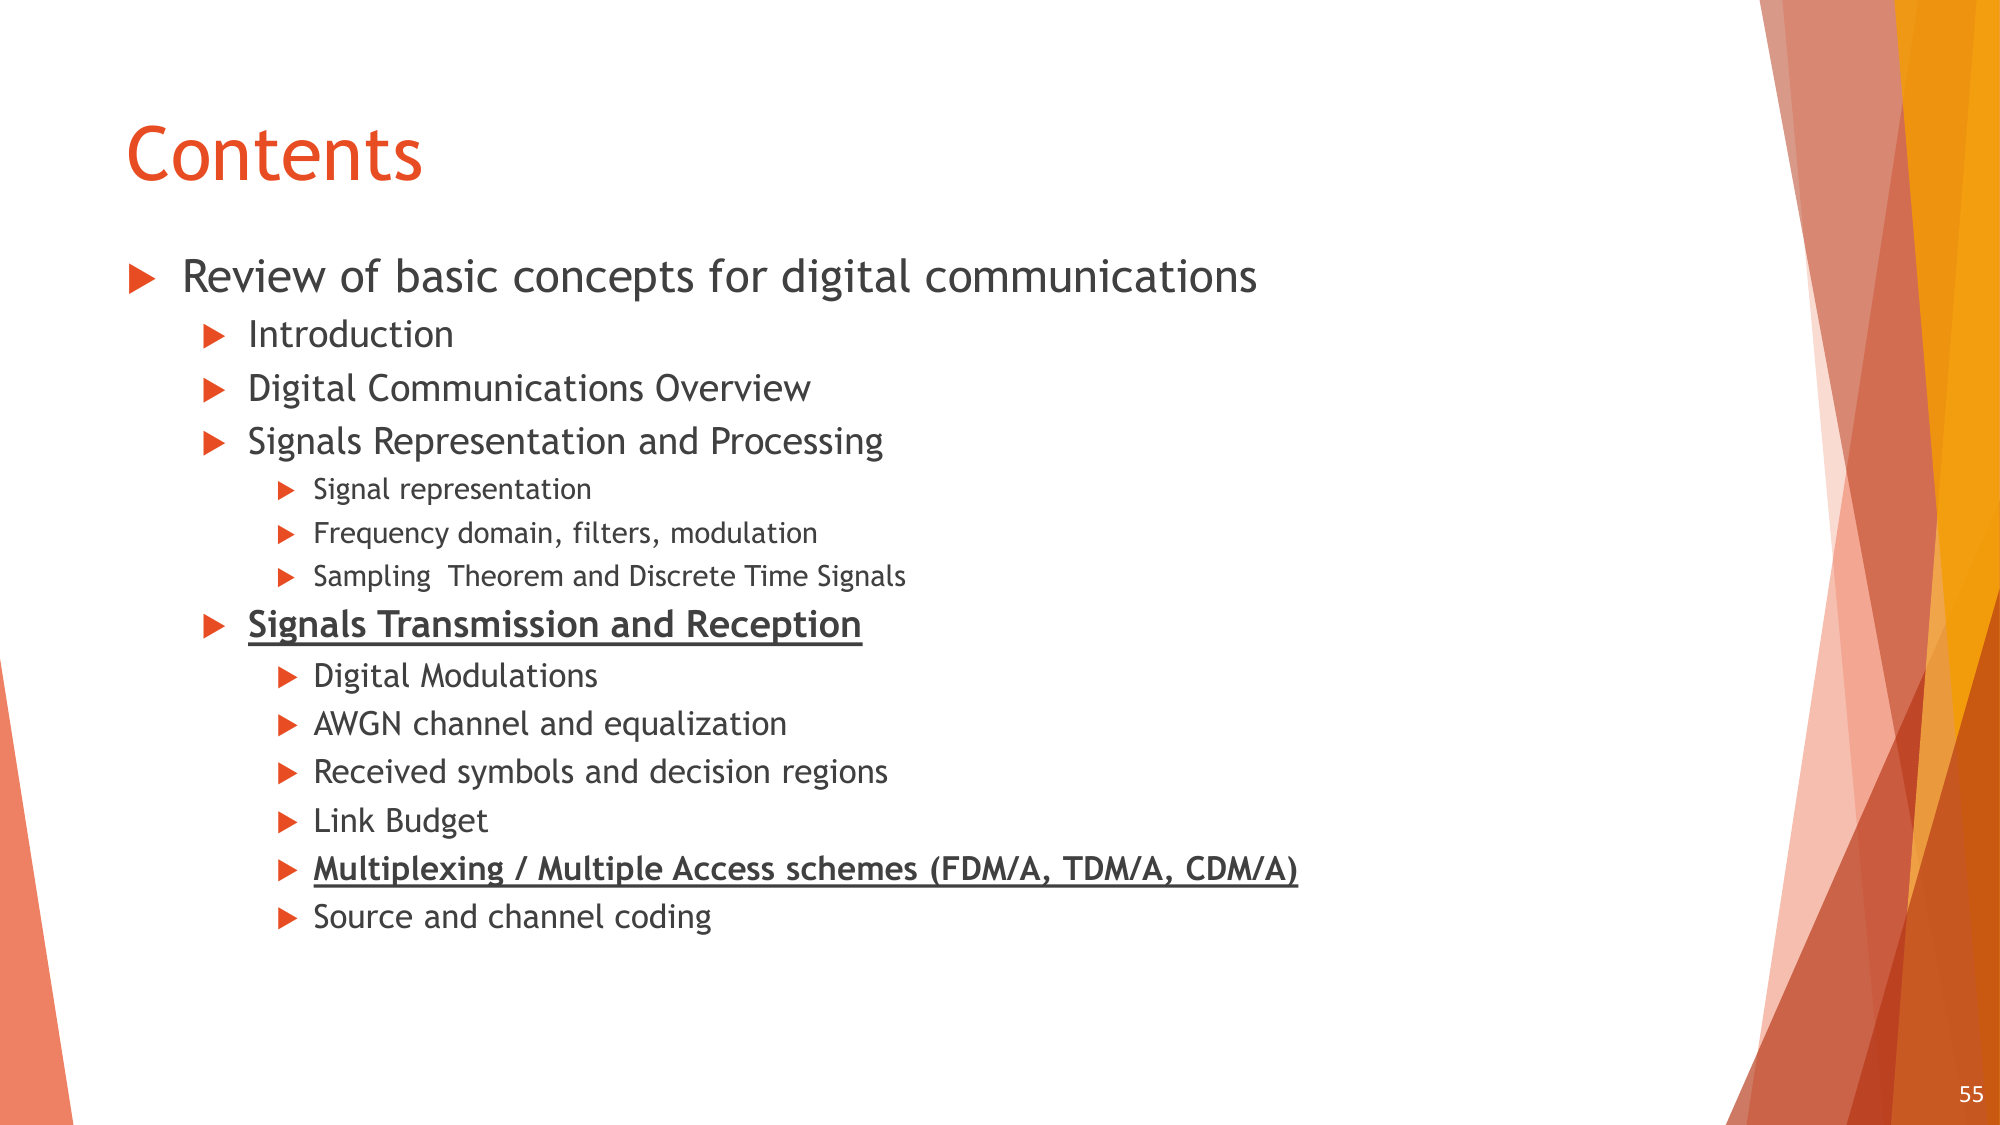 Contents
Review of basic concepts for digital communications
Introduction
Digital Communications Overview
Signals Representation and Processing
Signal representation
Frequency domain, filters, modulation
Sampling  Theorem and Discrete Time Signals
Signals Transmission and Reception
Digital Modulations
AWGN channel and equalization
Received symbols and decision regions
Link Budget
Multiplexing / Multiple Access schemes (FDM/A, TDM/A, CDM/A)
Source and channel coding
55